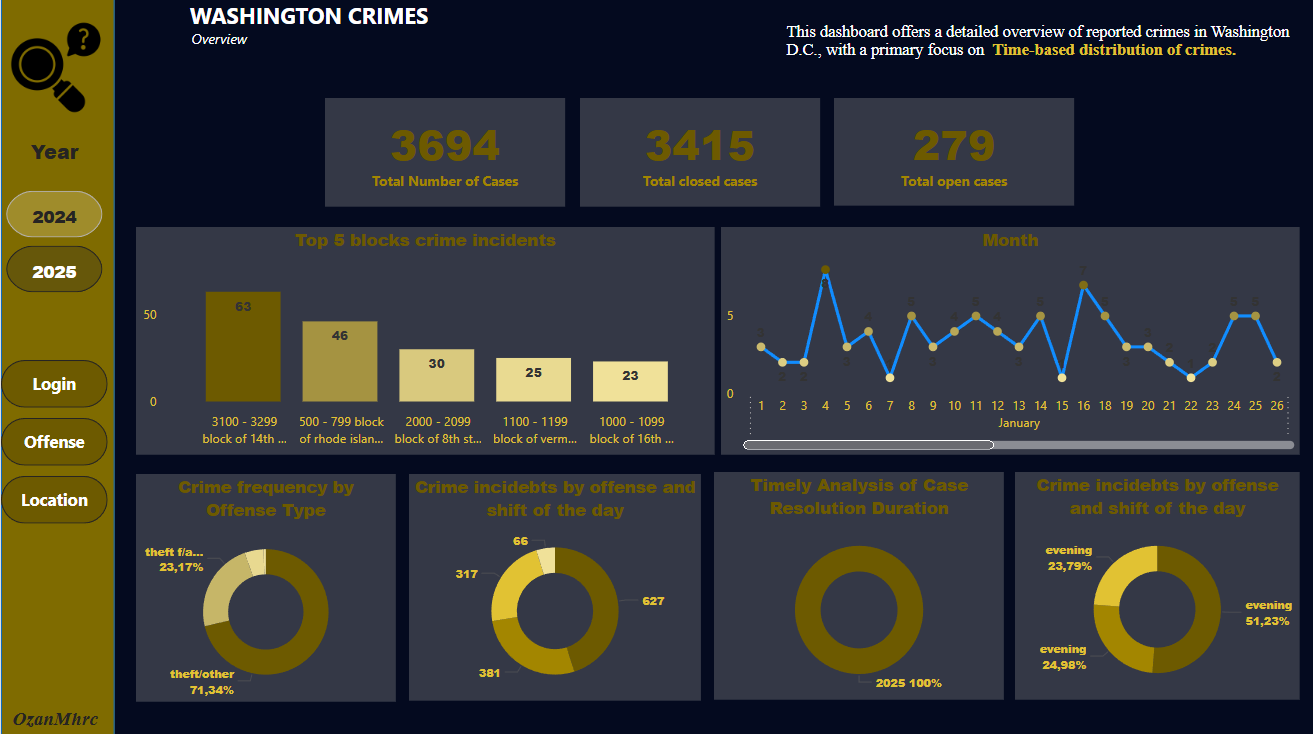 WASHINGTON CRIMES
Overview
This dashboard offers a detailed overview of reported crimes in Washington
D.C., with a primary focus on Time-based distribution of crimes.
?
Year
2024
2025
Login
Offense
Location
OzanMhrc
3694
Total Number of Cases
3415
Total closed cases
279
Total open cases
Top 5 blocks crime incidents
50
0
63
46
30
25
23
3100 - 3299
block of 14th ...
500 - 799 block
of rhode islan...
2000 - 2099
block of 8th st...
1100 - 1199
block of verm...
1000 - 1099
block of 16th ...
Month
5
0
1 2 3 4 5 6 7 8 9 10 11 12 13 14 15 16 18 19 20 21 22 23 24 25 26
January
Crime frequency by
Offense Type
theft f/a...
23,17%
theft/other
71,34%
Crime incidebts by offense and
shift of the day
66
317
627
381
Timely Analysis of Case
Resolution Duration
2025 100%
Crime incidebts by offense
and shift of the day
evening
23,79%
evening
51,23%
evening
24,98%